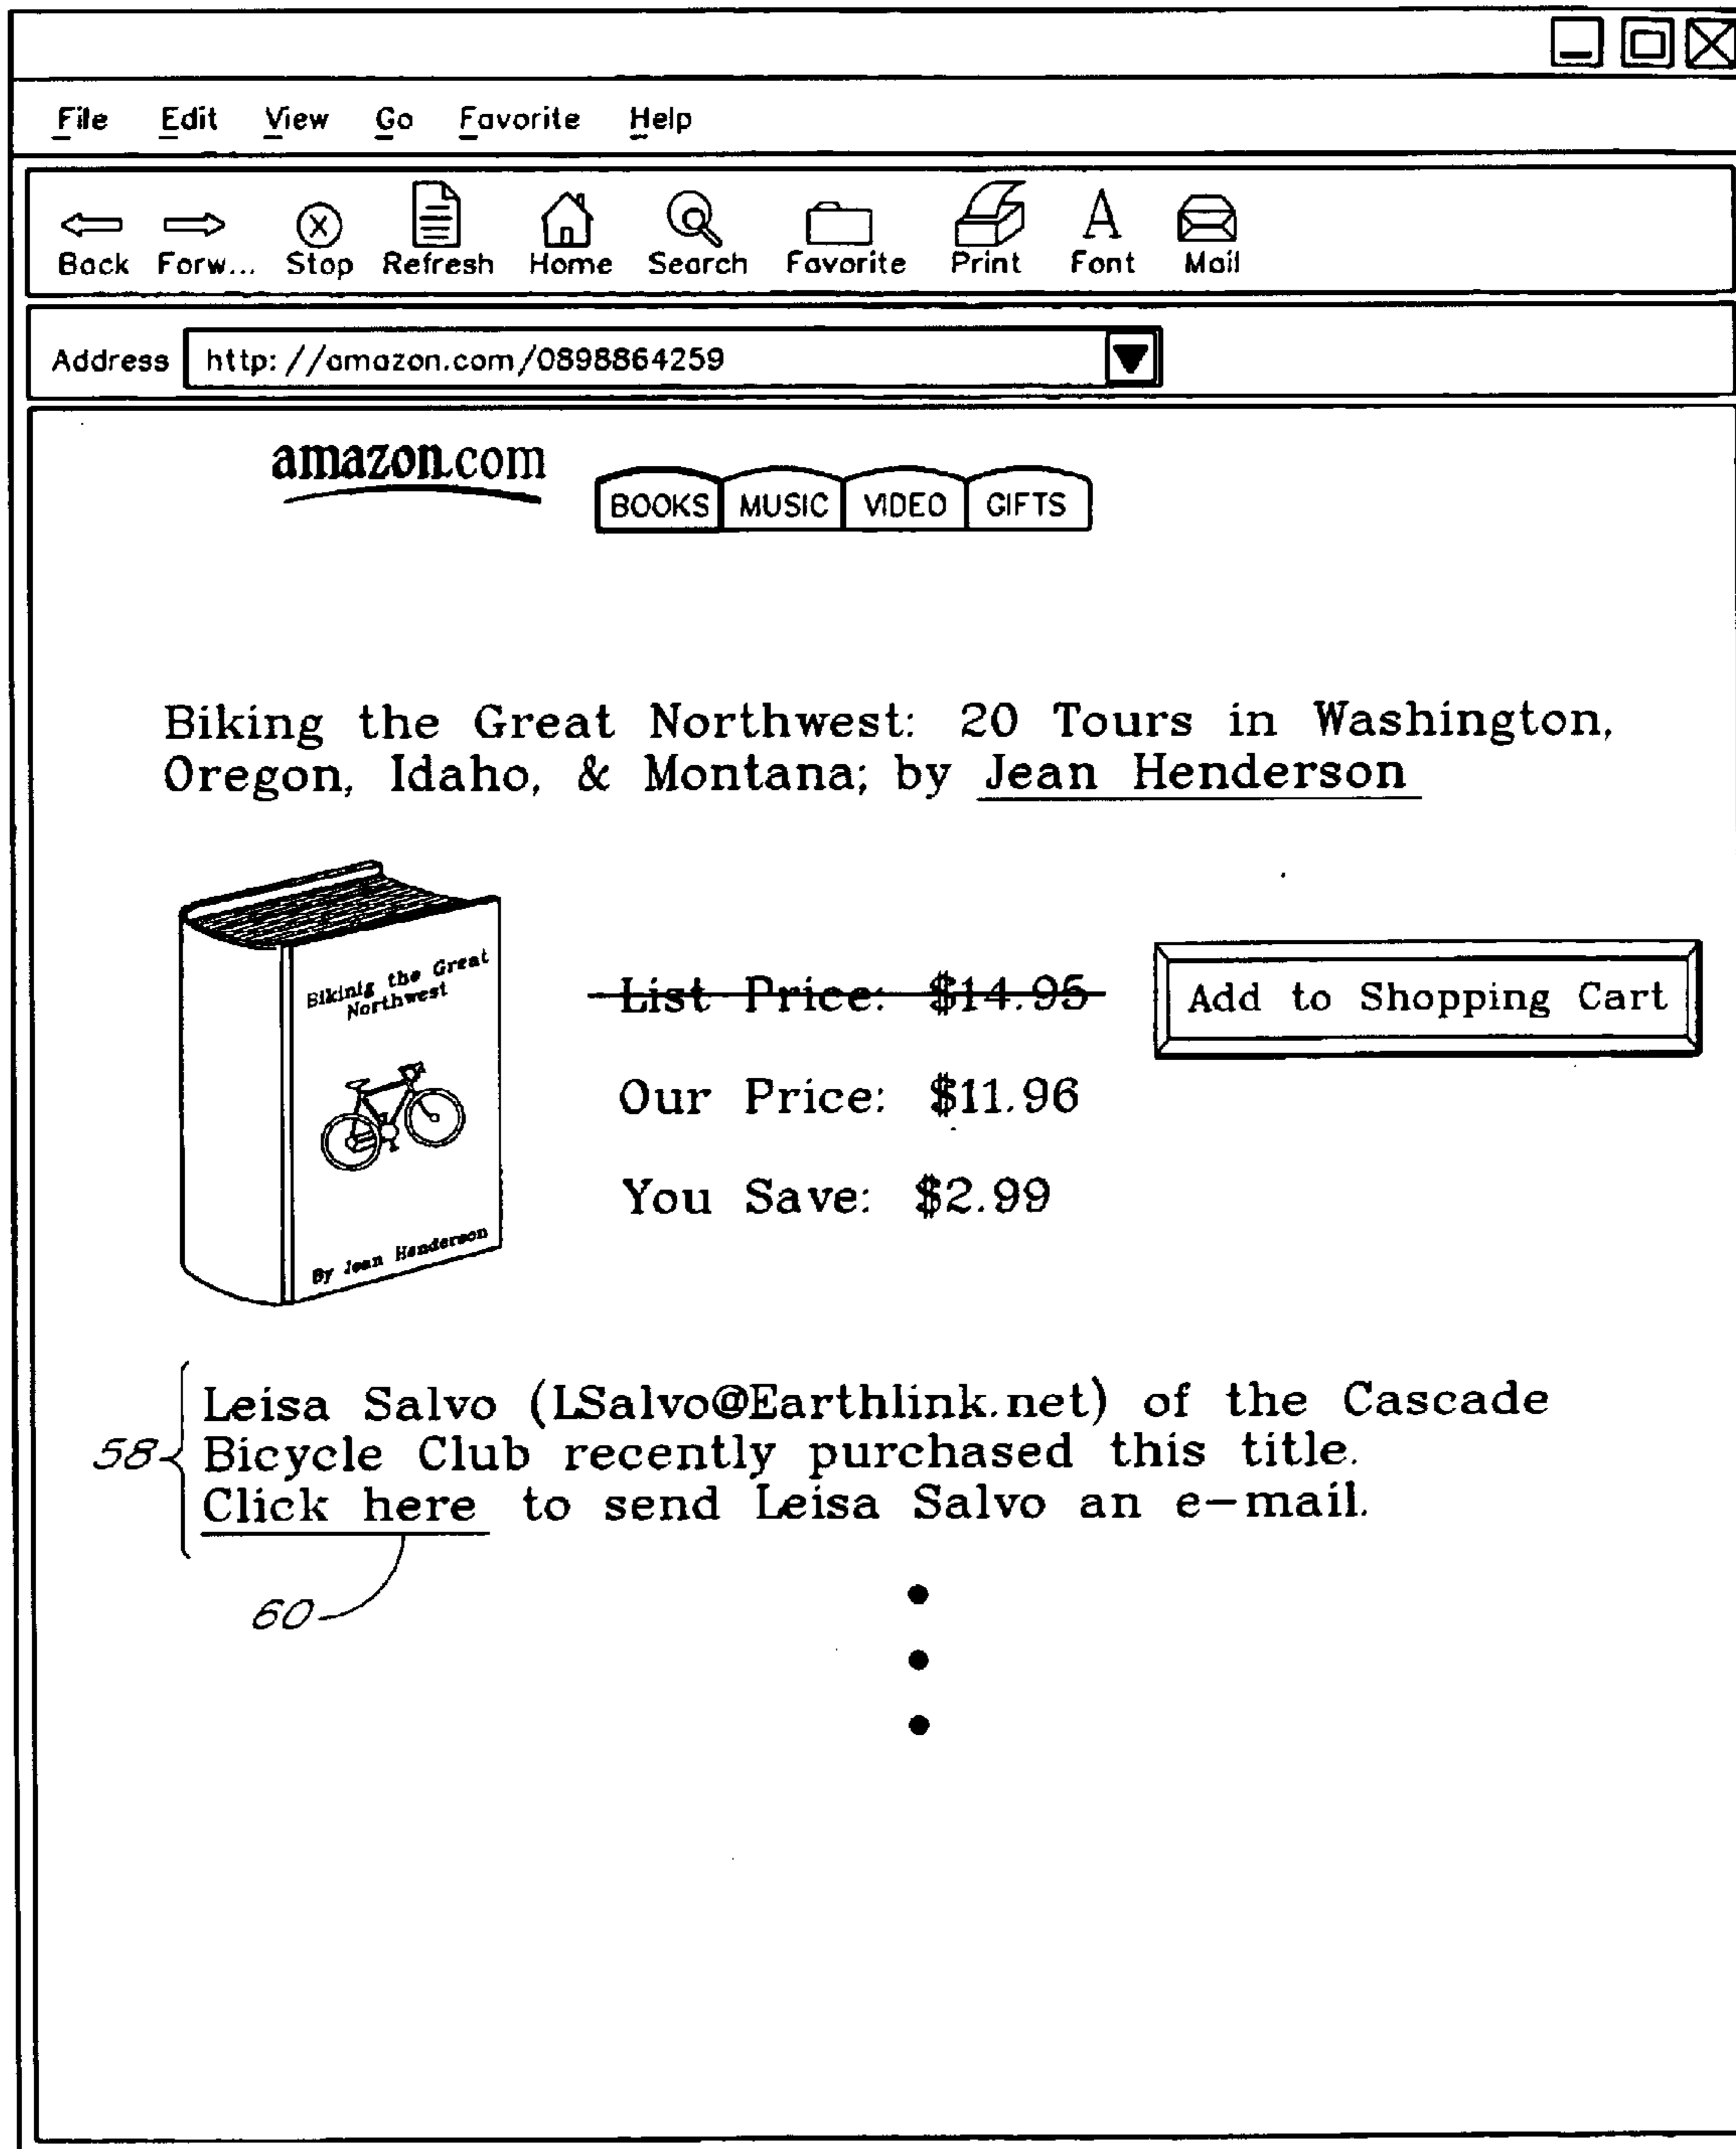 File Edit View Go Favorite Help
Back Forw... Stop Refresh Home Search Favorite Print Font Mail
Address http://amazon.com/0898864259
amazon.com
BOOKS MUSIC VIDEO GIFTS
Biking the Great Northwest: 20 Tours in Washington,
Oregon, Idaho, & Montana; by Jean Henderson
Bikinig the Great
Northwest
By Jean Henderson
List Price: $14.95
Add to Shopping Cart
Our Price: $11.96
You Save: $2.99
58
Leisa Salvo (LSalvo@Earthlink.net) of the Cascade
Bicycle Club recently purchased this title.
Click here to send Leisa Salvo an e-mail.
60